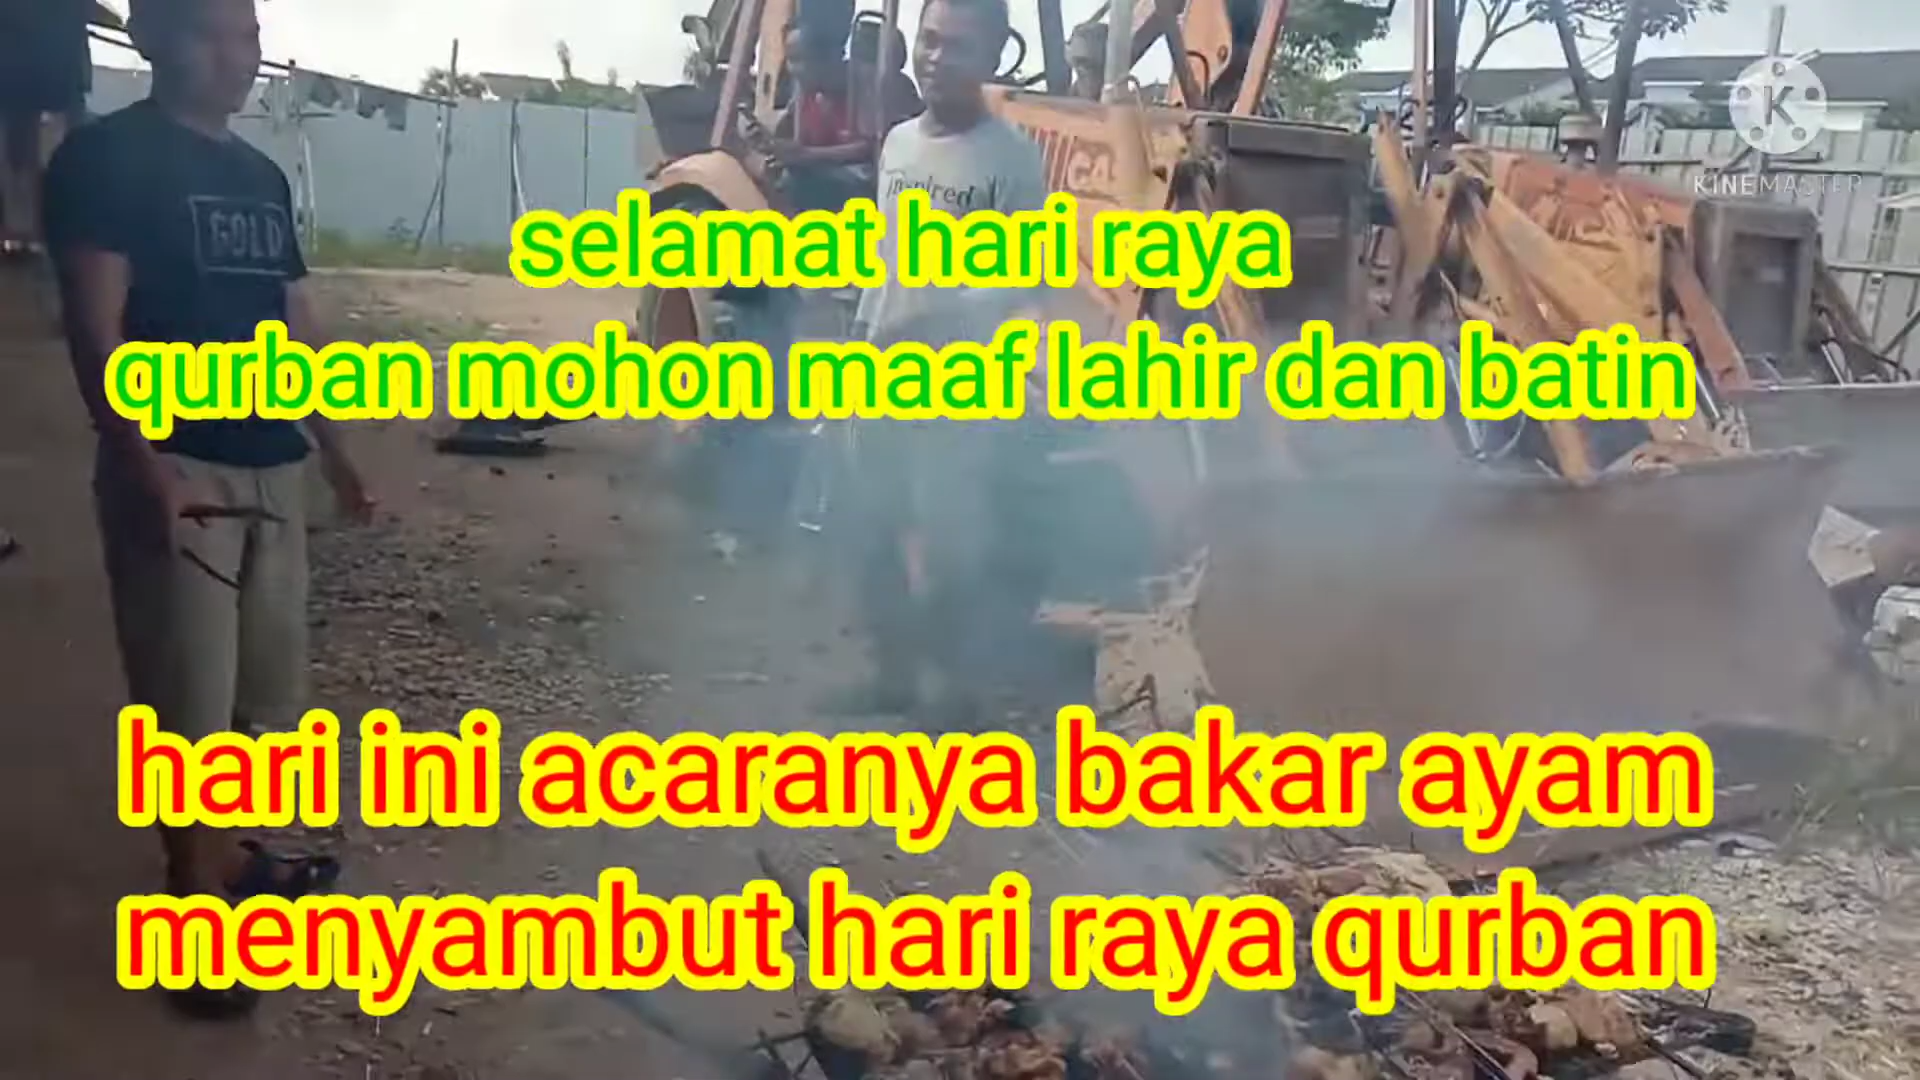 GOLD
Inspired
K
KINEMASTER
selamat hari raya
qurban mohon maaf lahir dan batin
hari ini acaranya bakar ayam
menyambut hari raya qurban